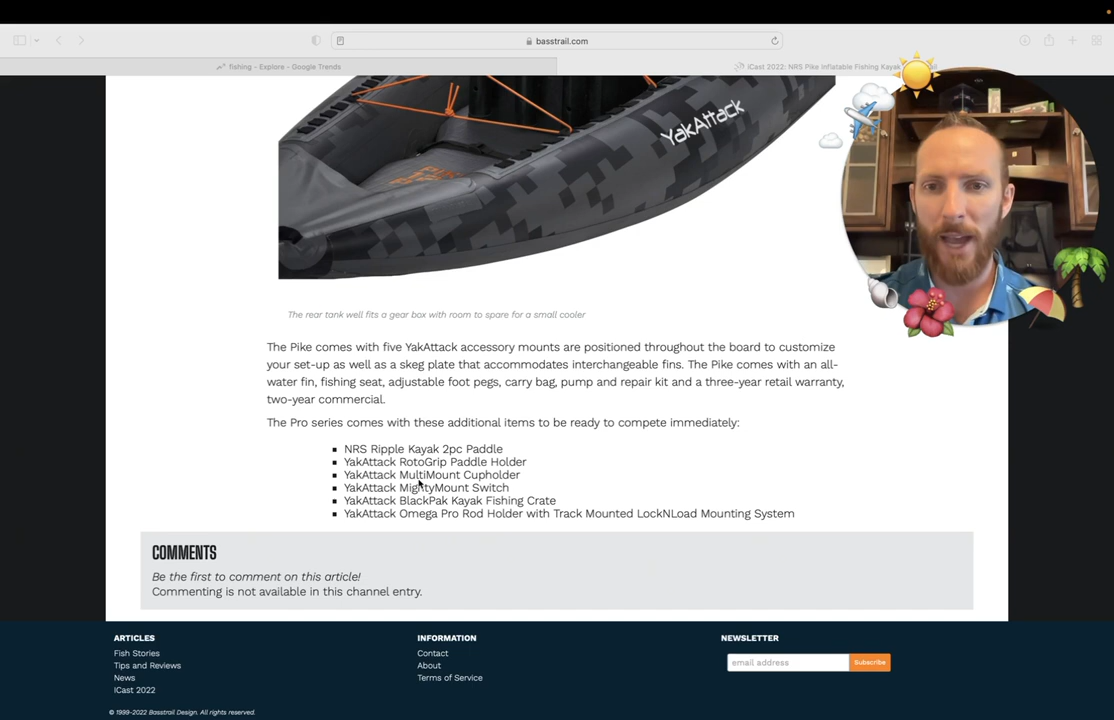 basstrail.com
fishing - Explore - Google Trends
iCast 2022: NRS Pike Inflatable Fishing Kayak
YakAttack
The rear tank well fits a gear box with room to spare for a small cooler
The Pike comes with five YakAttack accessory mounts are positioned throughout the board to customize
your set-up as well as a skeg plate that accommodates interchangeable fins. The Pike comes with an all-
water fin, fishing seat, adjustable foot pegs, carry bag, pump and repair kit and a three-year retail warranty,
two-year commercial.
The Pro series comes with these additional items to be ready to compete immediately:
NRS Ripple Kayak 2pc Paddle
YakAttack RotoGrip Paddle Holder
YakAttack MultiMount Cupholder
YakAttack MightyMount Switch
YakAttack BlackPak Kayak Fishing Crate
YakAttack Omega Pro Rod Holder with Track Mounted LockNLoad Mounting System
COMMENTS
Be the first to comment on this article!
Commenting is not available in this channel entry.
ARTICLES
Fish Stories
Tips and Reviews
News
ICast 2022
INFORMATION
Contact
About
Terms of Service
NEWSLETTER
email address
Subscribe
© 1999-2022 Basstrail Design. All rights reserved.